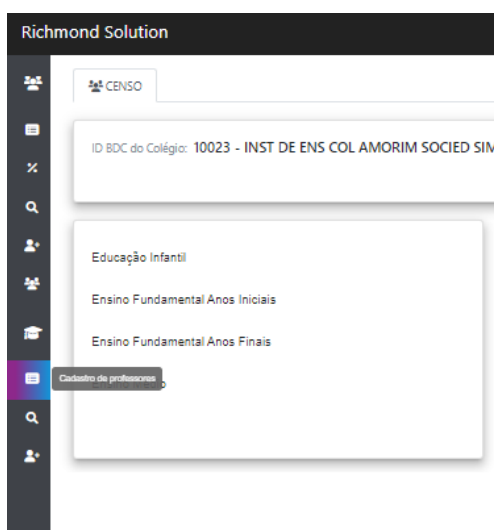 Richmond Solution
CENSO
ID BDC do Colégio: 10023 - INST DE ENS COL AMORIM SOCIED SIM
Educação Infantil
Ensino Fundamental Anos Iniciais
Ensino Fundamental Anos Finais
Cadastro de professores